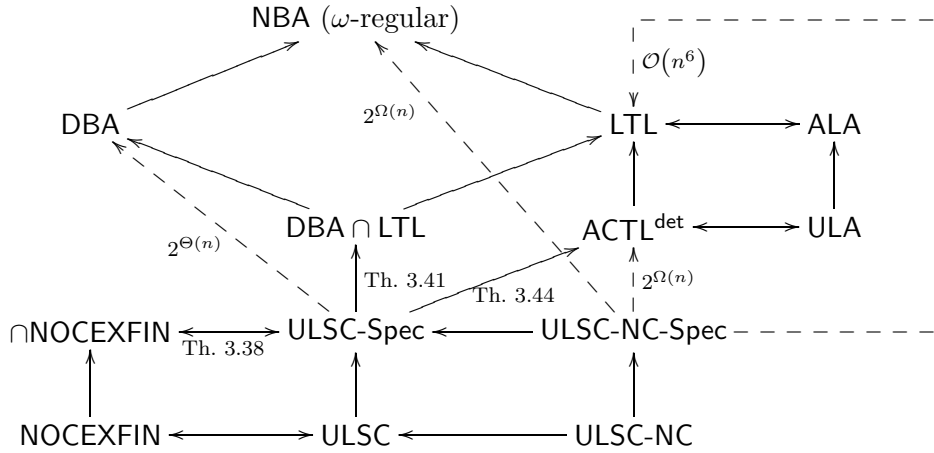 NBA (ω-regular)
𝒪(n⁶)
2^Ω(n)
DBA LTL ALA
DBA ∩ LTL ACTL^det ULA
2^Θ(n)
Th. 3.41 Th. 3.44 2^Ω(n)
∩NOCEXFIN ULSC-Spec ULSC-NC-Spec
Th. 3.38
NOCEXFIN ULSC ULSC-NC